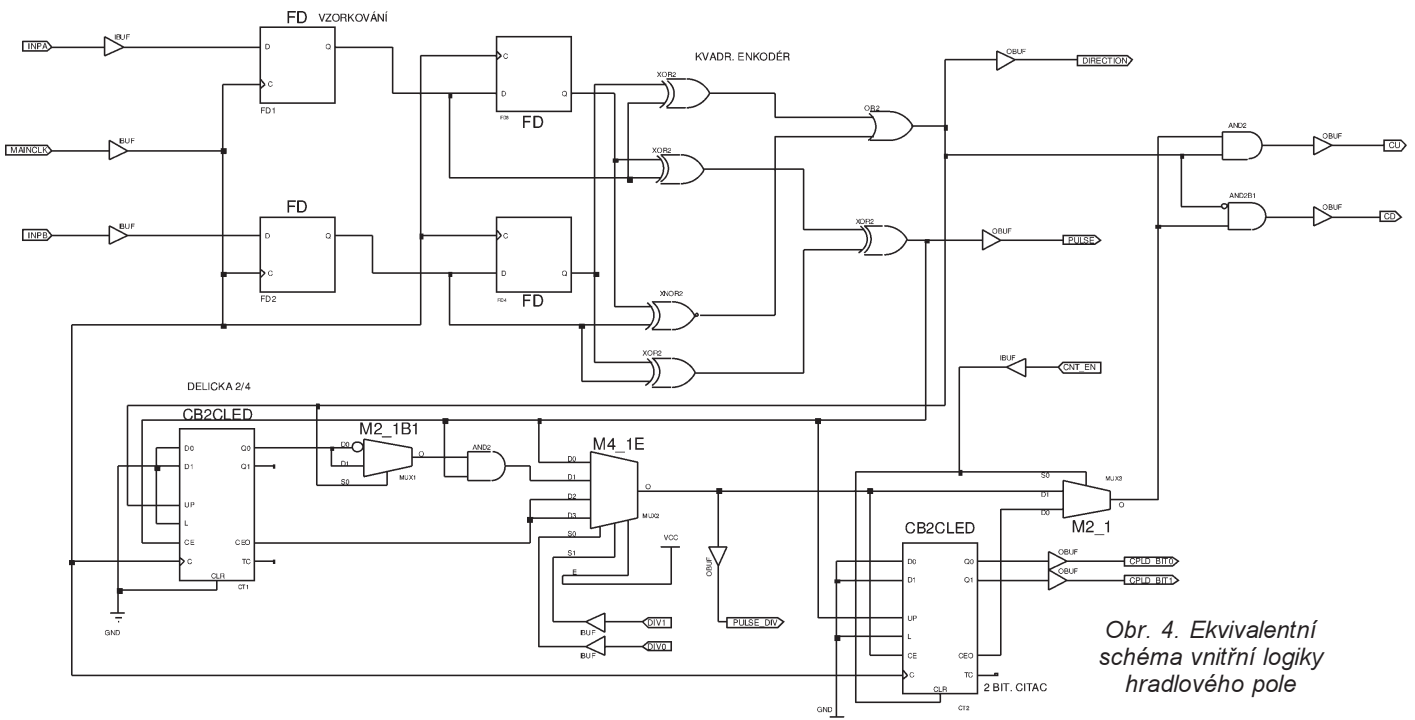 FD VZORKOVÁNÍ
INPA
IBUF
D
Q
C
FD1
C
D
Q
FD3
FD
KVADR. ENKODÉR
XOR2
OBUF
DIRECTION
OR2
AND2
OBUF
CU
MAINCLK
IBUF
XOR2
AND2B1
OBUF
CD
FD
INPB
IBUF
D
Q
C
FD2
C
D
Q
FD4
FD
XOR2
OBUF
PULSE
XNOR2
XOR2
IBUF
CNT_EN
DELICKA 2/4
CB2CLED
D0
Q0
D1
Q1
UP
L
CE
CEO
C
TC
CLR
CT1
GND
M2_1B1
D0
D1
S0
O
MUX1
AND2
M4_1E
D0
D1
D2
D3
S0
S1
E
O
MUX2
VCC
IBUF
DIV1
IBUF
DIV0
OBUF
PULSE_DIV
S0
D1
D0
O
MUX3
M2_1
CB2CLED
D0
Q0
D1
Q1
UP
L
CE
CEO
C
TC
CLR
CT2
2 BIT. CITAC
GND
OBUF
CPLD_BIT0
OBUF
CPLD_BIT1
Obr. 4. Ekvivalentní
schéma vnitřní logiky
hradlového pole